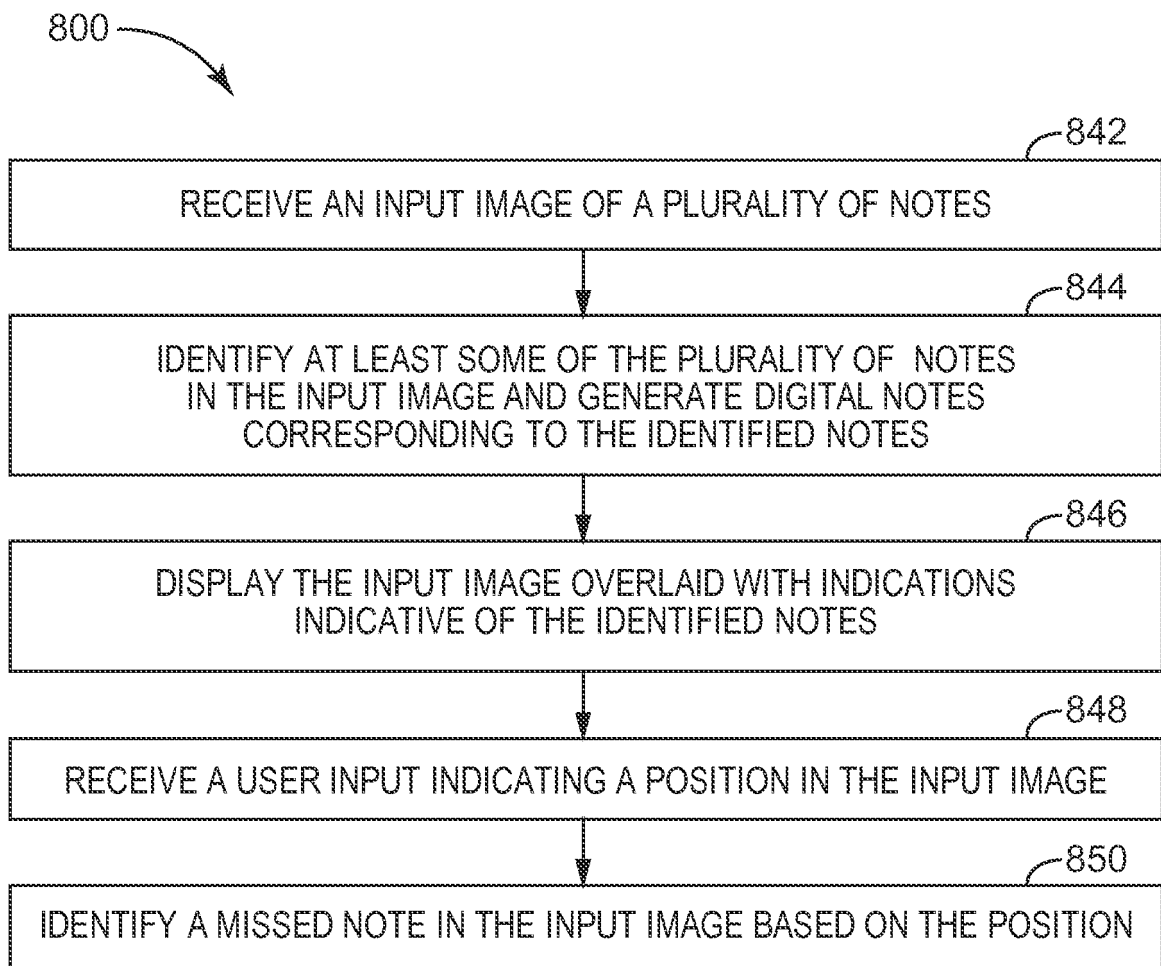 800
842
RECEIVE AN INPUT IMAGE OF A PLURALITY OF NOTES
844
IDENTIFY AT LEAST SOME OF THE PLURALITY OF NOTES
IN THE INPUT IMAGE AND GENERATE DIGITAL NOTES
CORRESPONDING TO THE IDENTIFIED NOTES
846
DISPLAY THE INPUT IMAGE OVERLAID WITH INDICATIONS
INDICATIVE OF THE IDENTIFIED NOTES
848
RECEIVE A USER INPUT INDICATING A POSITION IN THE INPUT IMAGE
850
IDENTIFY A MISSED NOTE IN THE INPUT IMAGE BASED ON THE POSITION